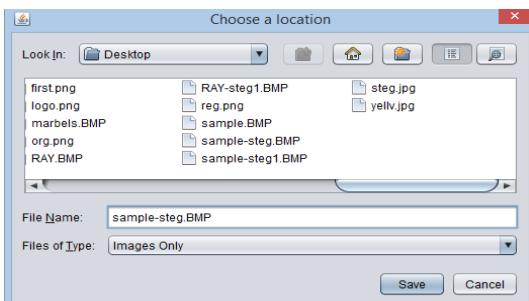 Choose a location
Look In: Desktop
first.png RAY-steg1.BMP steg.jpg
logo.png reg.png yellv.jpg
marbels.BMP sample.BMP
org.png sample-steg.BMP
RAY.BMP sample-steg1.BMP
File Name: sample-steg.BMP
Files of Type: Images Only
Save Cancel